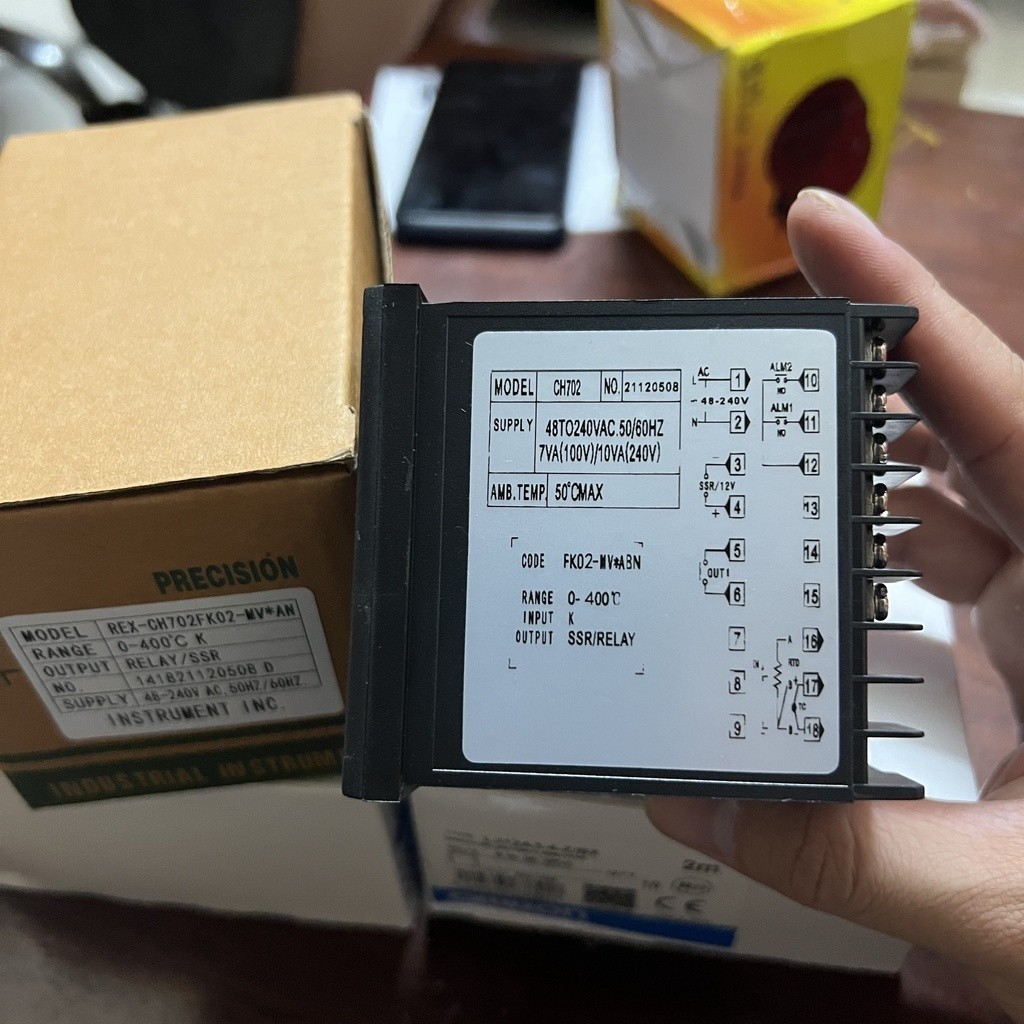 MODEL CH702 NO. 21120508
SUPPLY 48TO240VAC.50/60HZ
7VA(100V)/10VA(240V)
AMB.TEMP. 50℃MAX
CODE FK02-MV*ABN
RANGE 0-400℃
INPUT K
OUTPUT SSR/RELAY
AC
L 1
~48-240V
N 2
3
SSR/12V
+ 4
5
OUT1
6
7
8
9
ALM2
10
NO
ALM1
11
NO
12
13
14
15
A 16
RTD
17
TC
18
PRECISION
MODEL REX-CH702FK02-MV*AN
RANGE 0-400℃ K
OUTPUT RELAY/SSR
NO. 141821120508 D
SUPPLY 48-240V AC.50HZ/60HZ
INSTRUMENT INC.
INDUSTRIAL INSTRUM
2m
CE